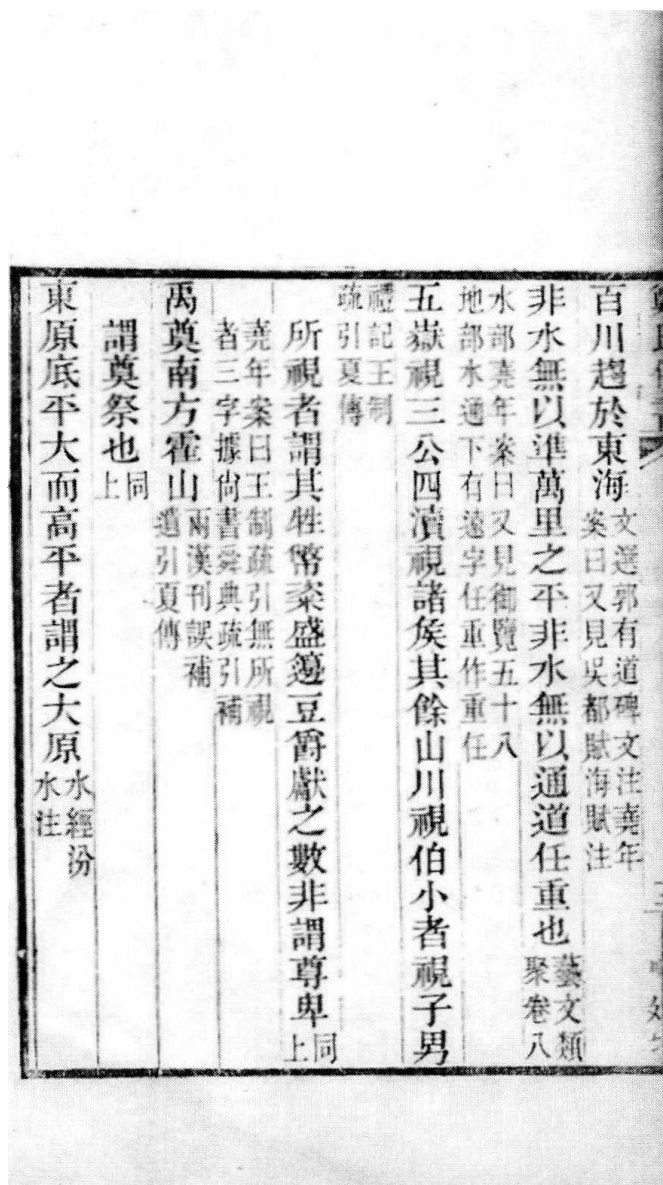 百川趨於東海文選郭有道碑文注堯年案曰又見吳都賦海賦注
非水無以準萬里之平非水無以通道任重也藝文類聚卷八
水部堯年案曰又見御覽五十八地部水通下有遠字任重作重任
五嶽視三公四瀆視諸矦其餘山川視伯小者視子男
禮記王制疏引夏傳
所視者謂其牲幣粢盛籩豆爵獻之數非謂尊卑同上
堯年案曰王制疏引無所視者三字據尚書舜典疏引補
禹奠南方霍山兩漢刊誤補遺引夏傳
謂奠祭也同上
東原底平大而高平者謂之大原水經汾水注